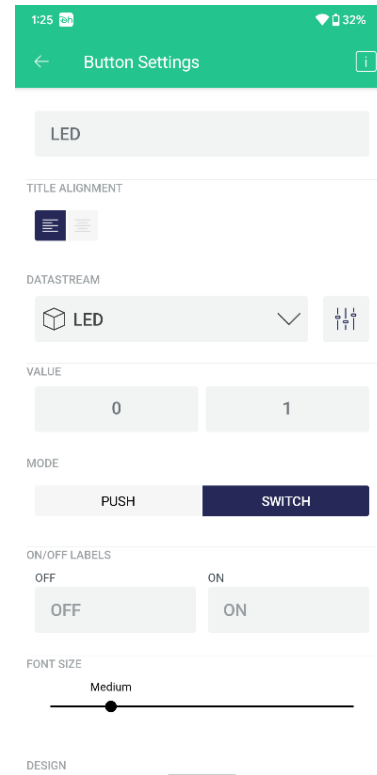 1:25 32%
Button Settings
LED
TITLE ALIGNMENT
DATASTREAM
LED
VALUE
0 1
MODE
PUSH SWITCH
ON/OFF LABELS
OFF ON
OFF ON
FONT SIZE
Medium
DESIGN